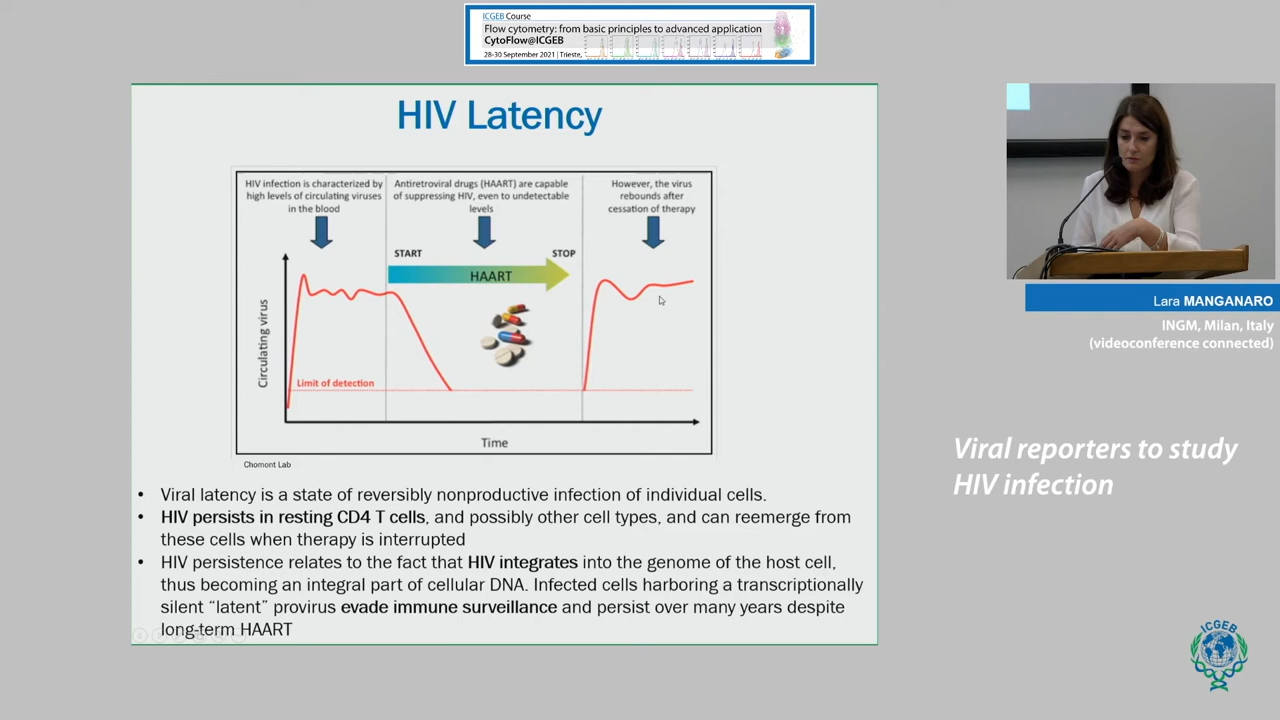 ICGEB Course
Flow cytometry: from basic principles to advanced application
CytoFlow@ICGEB
28-30 September 2021 | Trieste,
HIV Latency
HIV infection is characterized by
high levels of circulating viruses
in the blood
Antiretroviral drugs (HAART) are capable
of suppressing HIV, even to undetectable
levels
However, the virus
rebounds after
cessation of therapy
START
STOP
HAART
Circulating virus
Limit of detection
Time
Chomont Lab
• Viral latency is a state of reversibly nonproductive infection of individual cells.
• HIV persists in resting CD4 T cells, and possibly other cell types, and can reemerge from
these cells when therapy is interrupted
• HIV persistence relates to the fact that HIV integrates into the genome of the host cell,
thus becoming an integral part of cellular DNA. Infected cells harboring a transcriptionally
silent “latent” provirus evade immune surveillance and persist over many years despite
long-term HAART
Lara MANGANARO
INGM, Milan, Italy
(videoconference connected)
Viral reporters to study
HIV infection
ICGEB